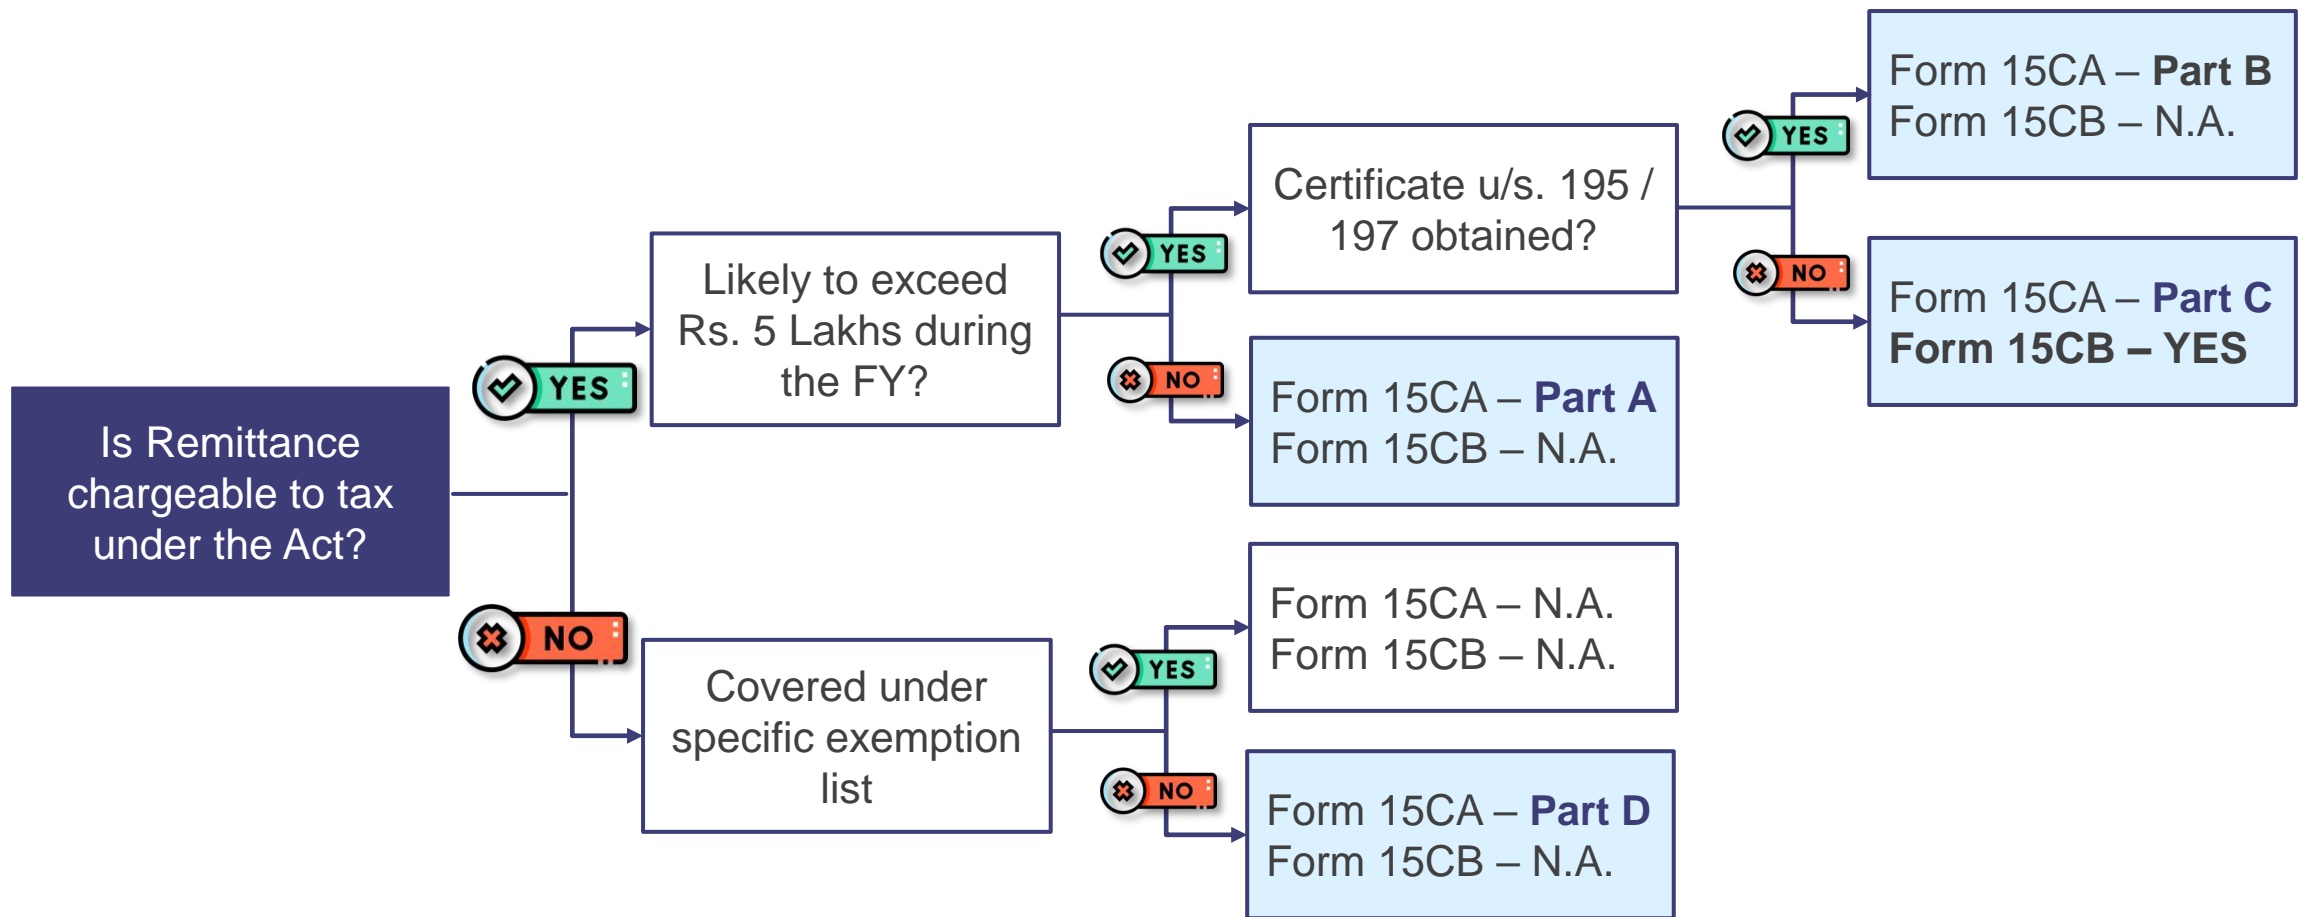 Is Remittance
chargeable to tax
under the Act?
YES
NO
Likely to exceed
Rs. 5 Lakhs during
the FY?
YES
NO
Certificate u/s. 195 /
197 obtained?
YES
NO
Form 15CA – Part B
Form 15CB – N.A.
Form 15CA – Part C
Form 15CB – YES
Form 15CA – Part A
Form 15CB – N.A.
Covered under
specific exemption
list
YES
NO
Form 15CA – N.A.
Form 15CB – N.A.
Form 15CA – Part D
Form 15CB – N.A.